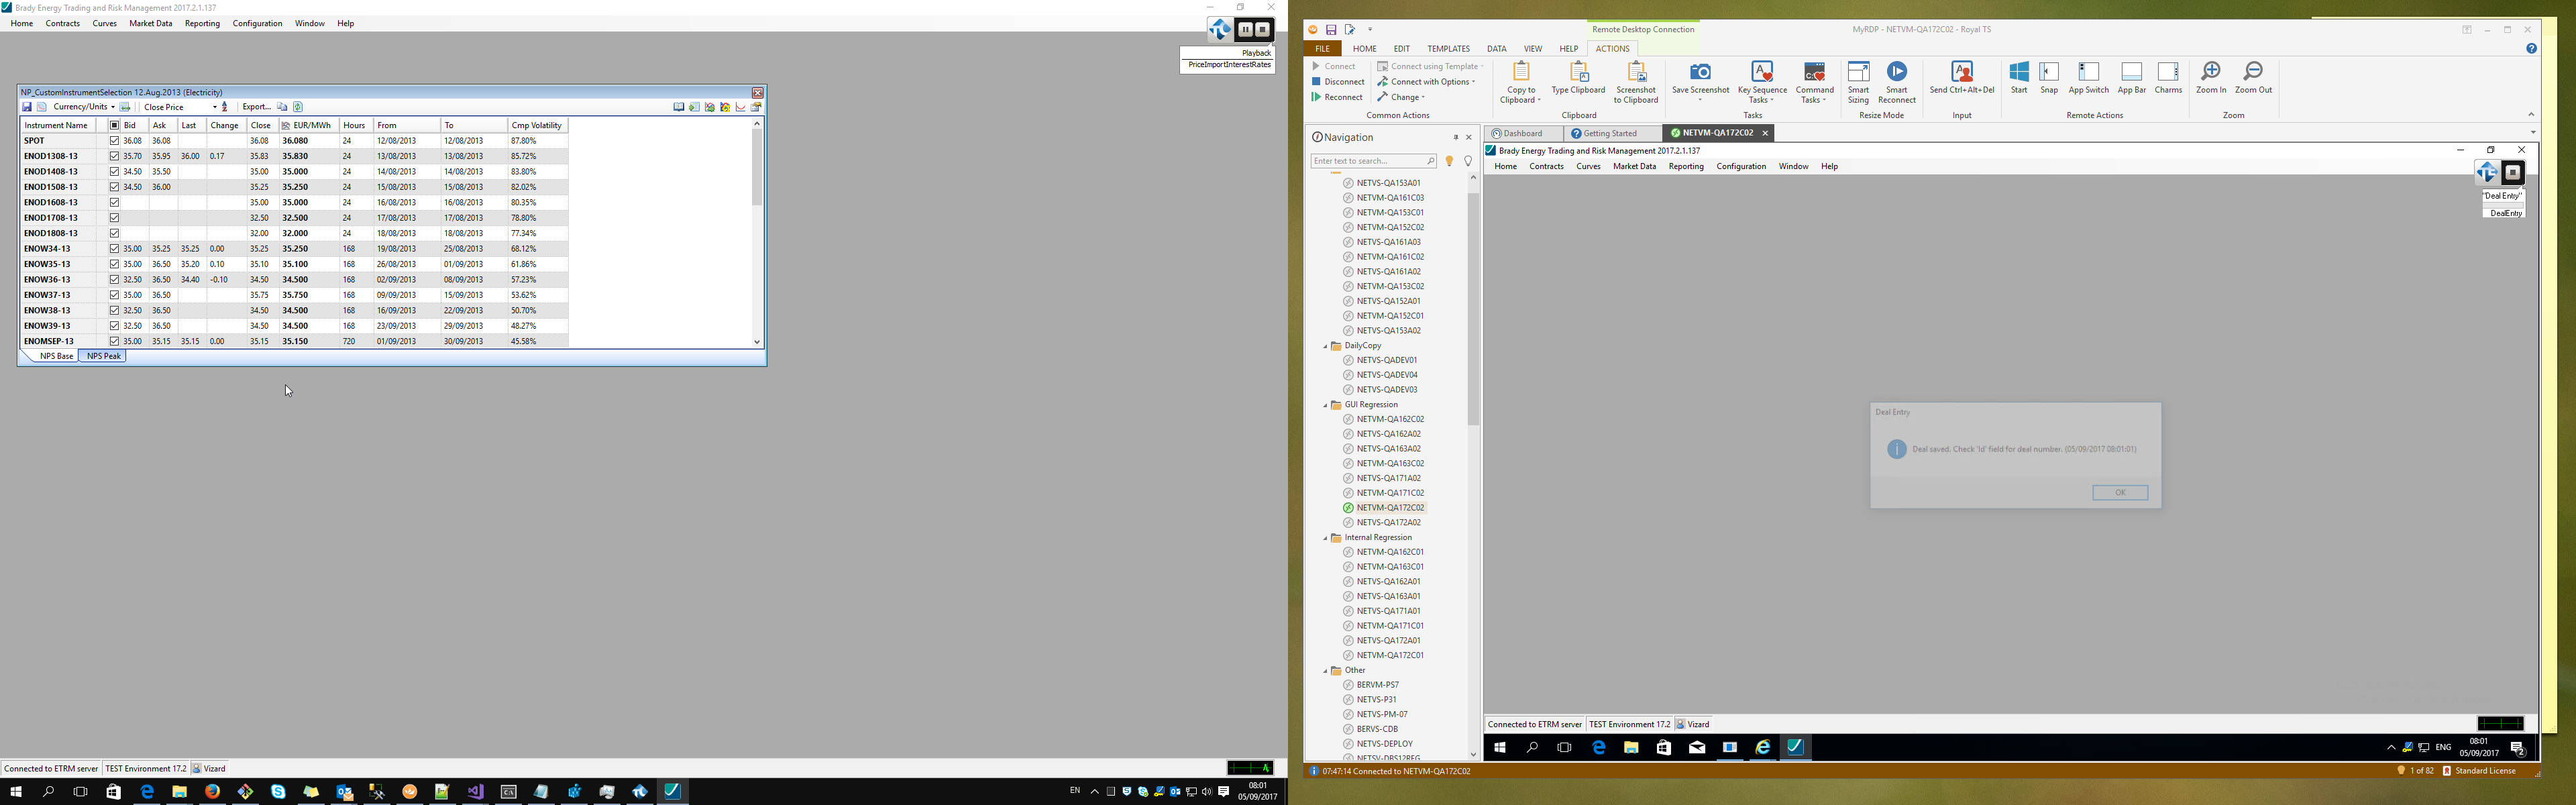 Brady Energy Trading and Risk Management 2017.2.1.137
Home Contracts Curves Market Data Reporting Configuration Window Help
Playback
PriceImportInterestRates
NP_CustomInstrumentSelection 12.Aug.2013 (Electricity)
Currency/Units Close Price Export...
Instrument Name Bid Ask Last Change Close EUR/MWh Hours From To Cmp Volatility
SPOT 36.08 36.08 36.08 36.080 24 12/08/2013 12/08/2013 87.80%
ENOD1308-13 35.70 35.95 36.00 0.17 35.83 35.830 24 13/08/2013 13/08/2013 85.72%
ENOD1408-13 34.50 35.50 35.00 35.000 24 14/08/2013 14/08/2013 83.80%
ENOD1508-13 34.50 36.00 35.25 35.250 24 15/08/2013 15/08/2013 82.02%
ENOD1608-13 35.00 35.000 24 16/08/2013 16/08/2013 80.35%
ENOD1708-13 32.50 32.500 24 17/08/2013 17/08/2013 78.80%
ENOD1808-13 32.00 32.000 24 18/08/2013 18/08/2013 77.34%
ENOW34-13 35.00 35.25 35.25 0.00 35.25 35.250 168 19/08/2013 25/08/2013 68.12%
ENOW35-13 35.00 36.50 35.20 0.10 35.10 35.100 168 26/08/2013 01/09/2013 61.86%
ENOW36-13 32.50 36.50 34.40 -0.10 34.50 34.500 168 02/09/2013 08/09/2013 57.23%
ENOW37-13 35.00 36.50 35.75 35.750 168 09/09/2013 15/09/2013 53.62%
ENOW38-13 32.50 36.50 34.50 34.500 168 16/09/2013 22/09/2013 50.70%
ENOW39-13 32.50 36.50 34.50 34.500 168 23/09/2013 29/09/2013 48.27%
ENOMSEP-13 35.00 35.15 35.15 0.00 35.15 35.150 720 01/09/2013 30/09/2013 45.58%
NPS Base NPS Peak
Connected to ETRM server TEST Environment 17.2 Vizard
EN 08:01
05/09/2017
Remote Desktop Connection MyRDP - NETVM-QA172C02 - Royal TS
FILE HOME EDIT TEMPLATES DATA VIEW HELP ACTIONS
Connect
Disconnect
Reconnect
Connect using Template
Connect with Options
Change
Common Actions
Copy to Clipboard
Type Clipboard
Screenshot to Clipboard
Clipboard
Save Screenshot
Key Sequence Tasks
Command Tasks
Tasks
Smart Sizing
Smart Reconnect
Resize Mode
Send Ctrl+Alt+Del
Input
Start Snap App Switch App Bar Charms
Remote Actions
Zoom In Zoom Out
Zoom
Navigation
Enter text to search...
NETVS-QA153A01
NETVM-QA161C03
NETVM-QA153C01
NETVM-QA152C02
NETVS-QA161A03
NETVM-QA161C02
NETVS-QA161A02
NETVM-QA153C02
NETVS-QA152A01
NETVM-QA152C01
NETVS-QA153A02
DailyCopy
NETVS-QADEV01
NETVS-QADEV04
NETVS-QADEV03
GUI Regression
NETVM-QA162C02
NETVS-QA162A02
NETVS-QA163A02
NETVM-QA163C02
NETVS-QA171A02
NETVM-QA171C02
NETVM-QA172C02
NETVS-QA172A02
Internal Regression
NETVM-QA162C01
NETVM-QA163C01
NETVS-QA162A01
NETVS-QA163A01
NETVS-QA171A01
NETVM-QA171C01
NETVS-QA172A01
NETVM-QA172C01
Other
BERVM-PS7
NETVS-P31
NETVS-PM-07
BERVS-CDB
NETVS-DEPLOY
Dashboard Getting Started NETVM-QA172C02
Brady Energy Trading and Risk Management 2017.2.1.137
Home Contracts Curves Market Data Reporting Configuration Window Help
"Deal Entry"
DealEntry
Deal Entry
Deal saved. Check 'Id' field for deal number. (05/09/2017 08:01:01)
OK
Connected to ETRM server TEST Environment 17.2 Vizard
ENG 08:01
05/09/2017
2
07:47:14 Connected to NETVM-QA172C02
1 of 82 Standard License